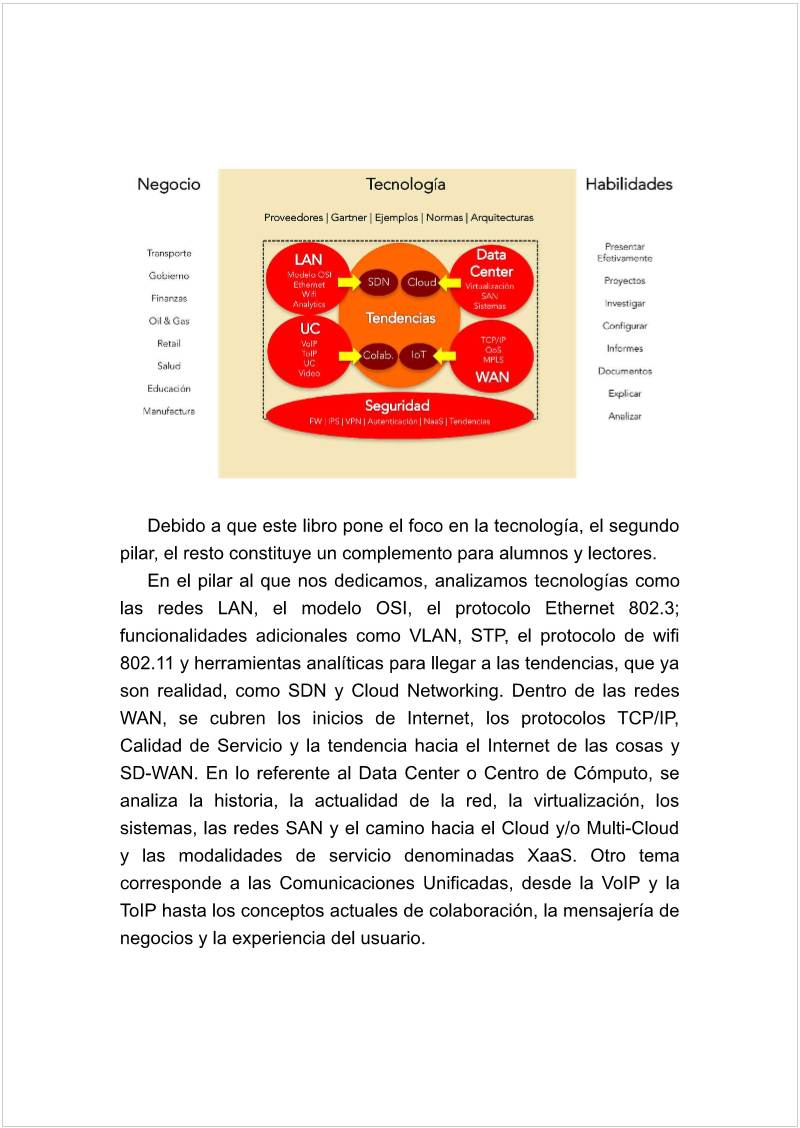 Negocio
Transporte
Gobierno
Finanzas
Oil & Gas
Retail
Salud
Educación
Manufactura
Tecnología
Proveedores | Gartner | Ejemplos | Normas | Arquitecturas
LAN
Modelo OSI
Ethernet
Wifi
Analytics
SDN
Cloud
Data
Center
Virtualización
SAN
Sistemas
Tendencias
UC
VoIP
ToIP
UC
Video
Colab.
IoT
TCP/IP
QoS
MPLS
WAN
Seguridad
FW | IPS | VPN | Autenticación | NaaS | Tendencias
Habilidades
Presentar
Efetivamente
Proyectos
Investigar
Configurar
Informes
Documentos
Explicar
Analizar
Debido a que este libro pone el foco en la tecnología, el segundo
pilar, el resto constituye un complemento para alumnos y lectores.
En el pilar al que nos dedicamos, analizamos tecnologías como
las redes LAN, el modelo OSI, el protocolo Ethernet 802.3;
funcionalidades adicionales como VLAN, STP, el protocolo de wifi
802.11 y herramientas analíticas para llegar a las tendencias, que ya
son realidad, como SDN y Cloud Networking. Dentro de las redes
WAN, se cubren los inicios de Internet, los protocolos TCP/IP,
Calidad de Servicio y la tendencia hacia el Internet de las cosas y
SD-WAN. En lo referente al Data Center o Centro de Cómputo, se
analiza la historia, la actualidad de la red, la virtualización, los
sistemas, las redes SAN y el camino hacia el Cloud y/o Multi-Cloud
y las modalidades de servicio denominadas XaaS. Otro tema
corresponde a las Comunicaciones Unificadas, desde la VoIP y la
ToIP hasta los conceptos actuales de colaboración, la mensajería de
negocios y la experiencia del usuario.